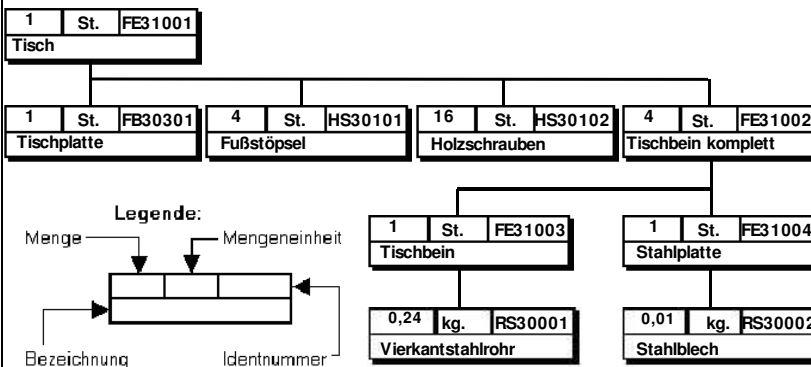 1 St. FE31001
Tisch
1 St. FB30301
Tischplatte
4 St. HS30101
Fußstöpsel
16 St. HS30102
Holzschrauben
4 St. FE31002
Tischbein komplett
Legende:
Menge
Mengeneinheit
Bezeichnung
Identnummer
1 St. FE31003
Tischbein
1 St. FE31004
Stahlplatte
0,24 kg. RS30001
Vierkantstahlrohr
0,01 kg. RS30002
Stahlblech